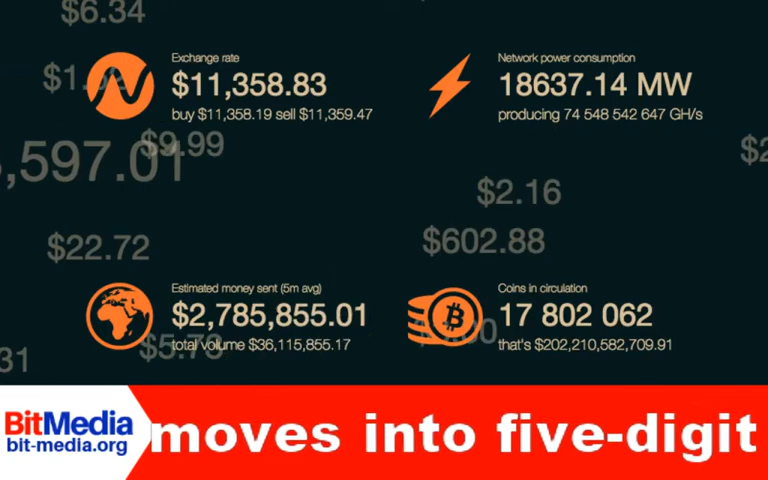 $6.34
Exchange rate
$11,358.83
buy $11,358.19 sell $11,359.47
Network power consumption
18637.14 MW
producing 74 548 542 647 GH/s
$9.99
,597.01
$2.16
$22.72
$602.88
Estimated money sent (5m avg)
$2,785,855.01
total volume $36,115,855.17
Coins in circulation
17 802 062
that's $202,210,582,709.91
31
BitMedia
bit-media.org
moves into five-digit